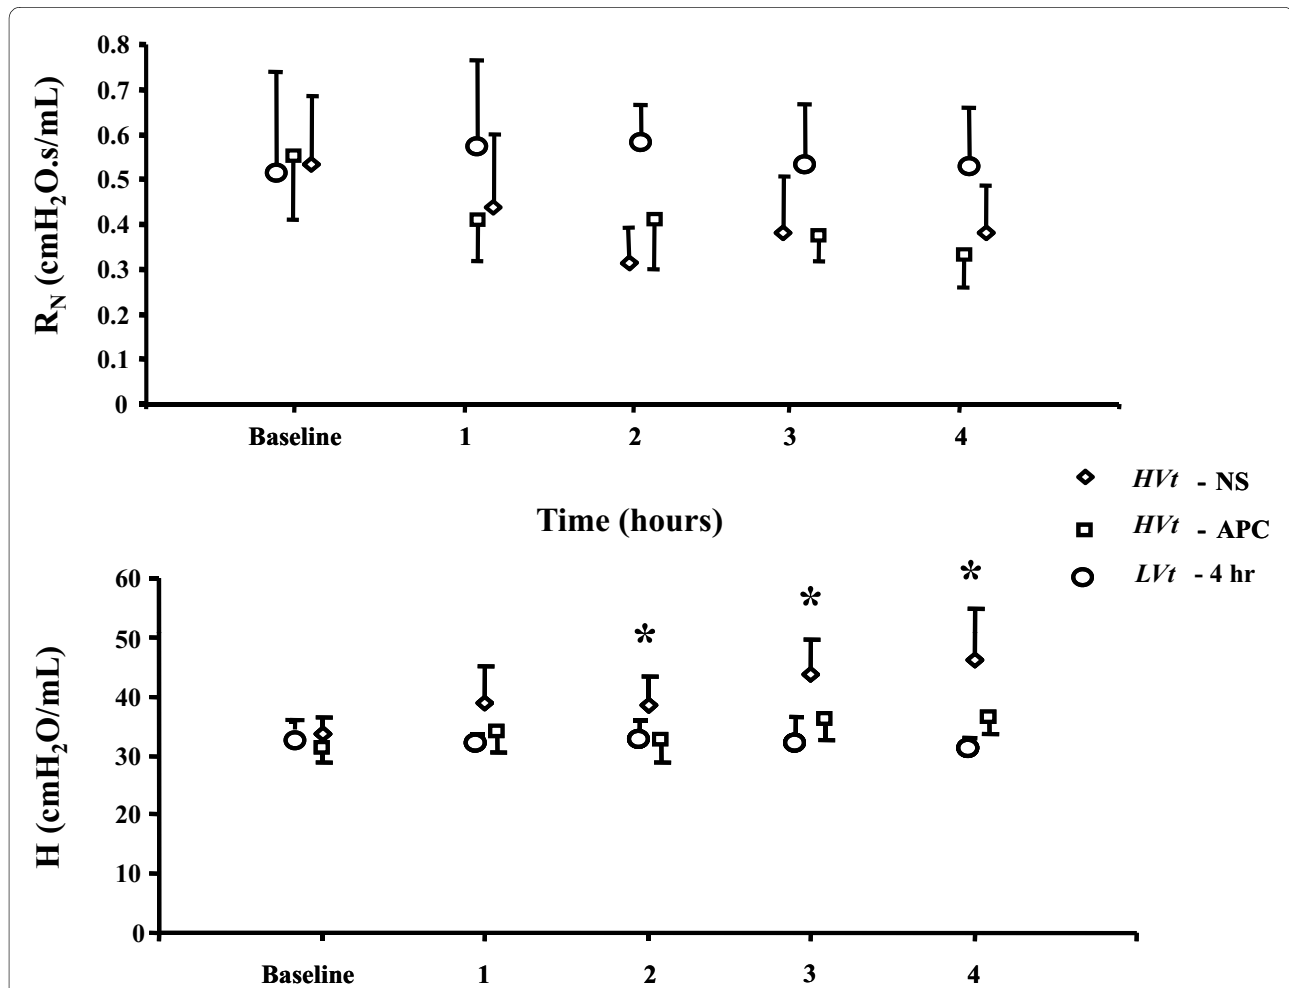 0.8
0.7
0.6
0.5
0.4
0.3
0.2
0.1
0
R_N (cmH₂O.s/mL)
Baseline 1 2 3 4
HVt - NS
Time (hours)
HVt - APC
LVt - 4 hr
* * *
60
50
40
30
20
10
0
H (cmH₂O/mL)
Baseline 1 2 3 4